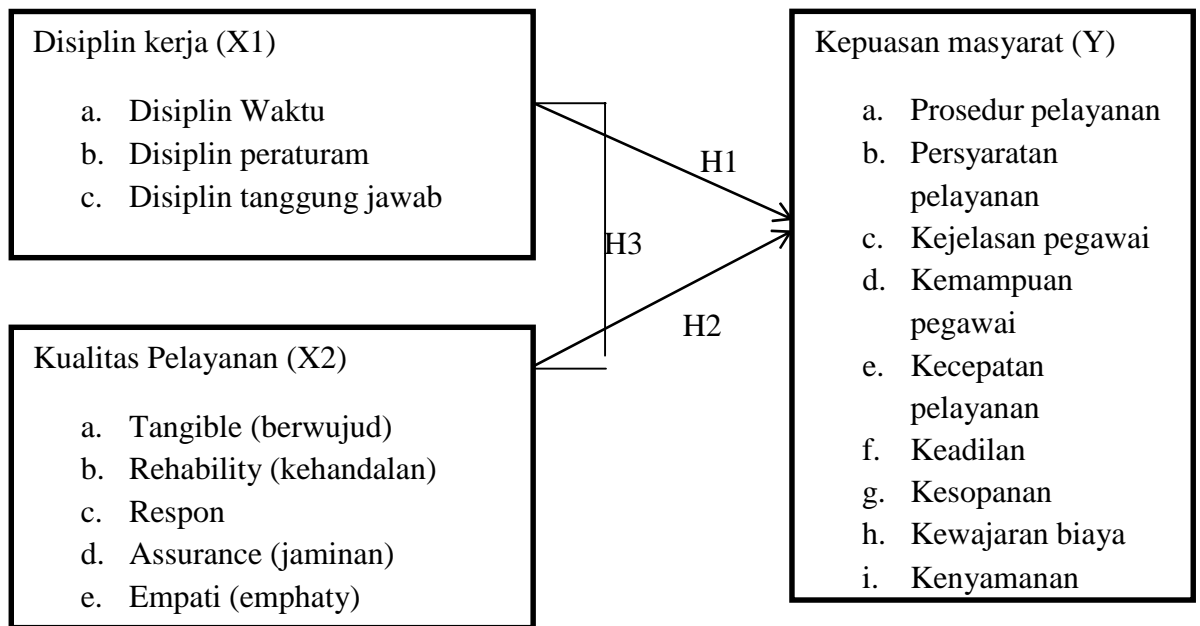 Disiplin kerja (X1)
a. Disiplin Waktu
b. Disiplin peraturam
c. Disiplin tanggung jawab
H1
H3
H2
Kualitas Pelayanan (X2)
a. Tangible (berwujud)
b. Rehability (kehandalan)
c. Respon
d. Assurance (jaminan)
e. Empati (emphaty)
Kepuasan masyarat (Y)
a. Prosedur pelayanan
b. Persyaratan
pelayanan
c. Kejelasan pegawai
d. Kemampuan
pegawai
e. Kecepatan
pelayanan
f. Keadilan
g. Kesopanan
h. Kewajaran biaya
i. Kenyamanan